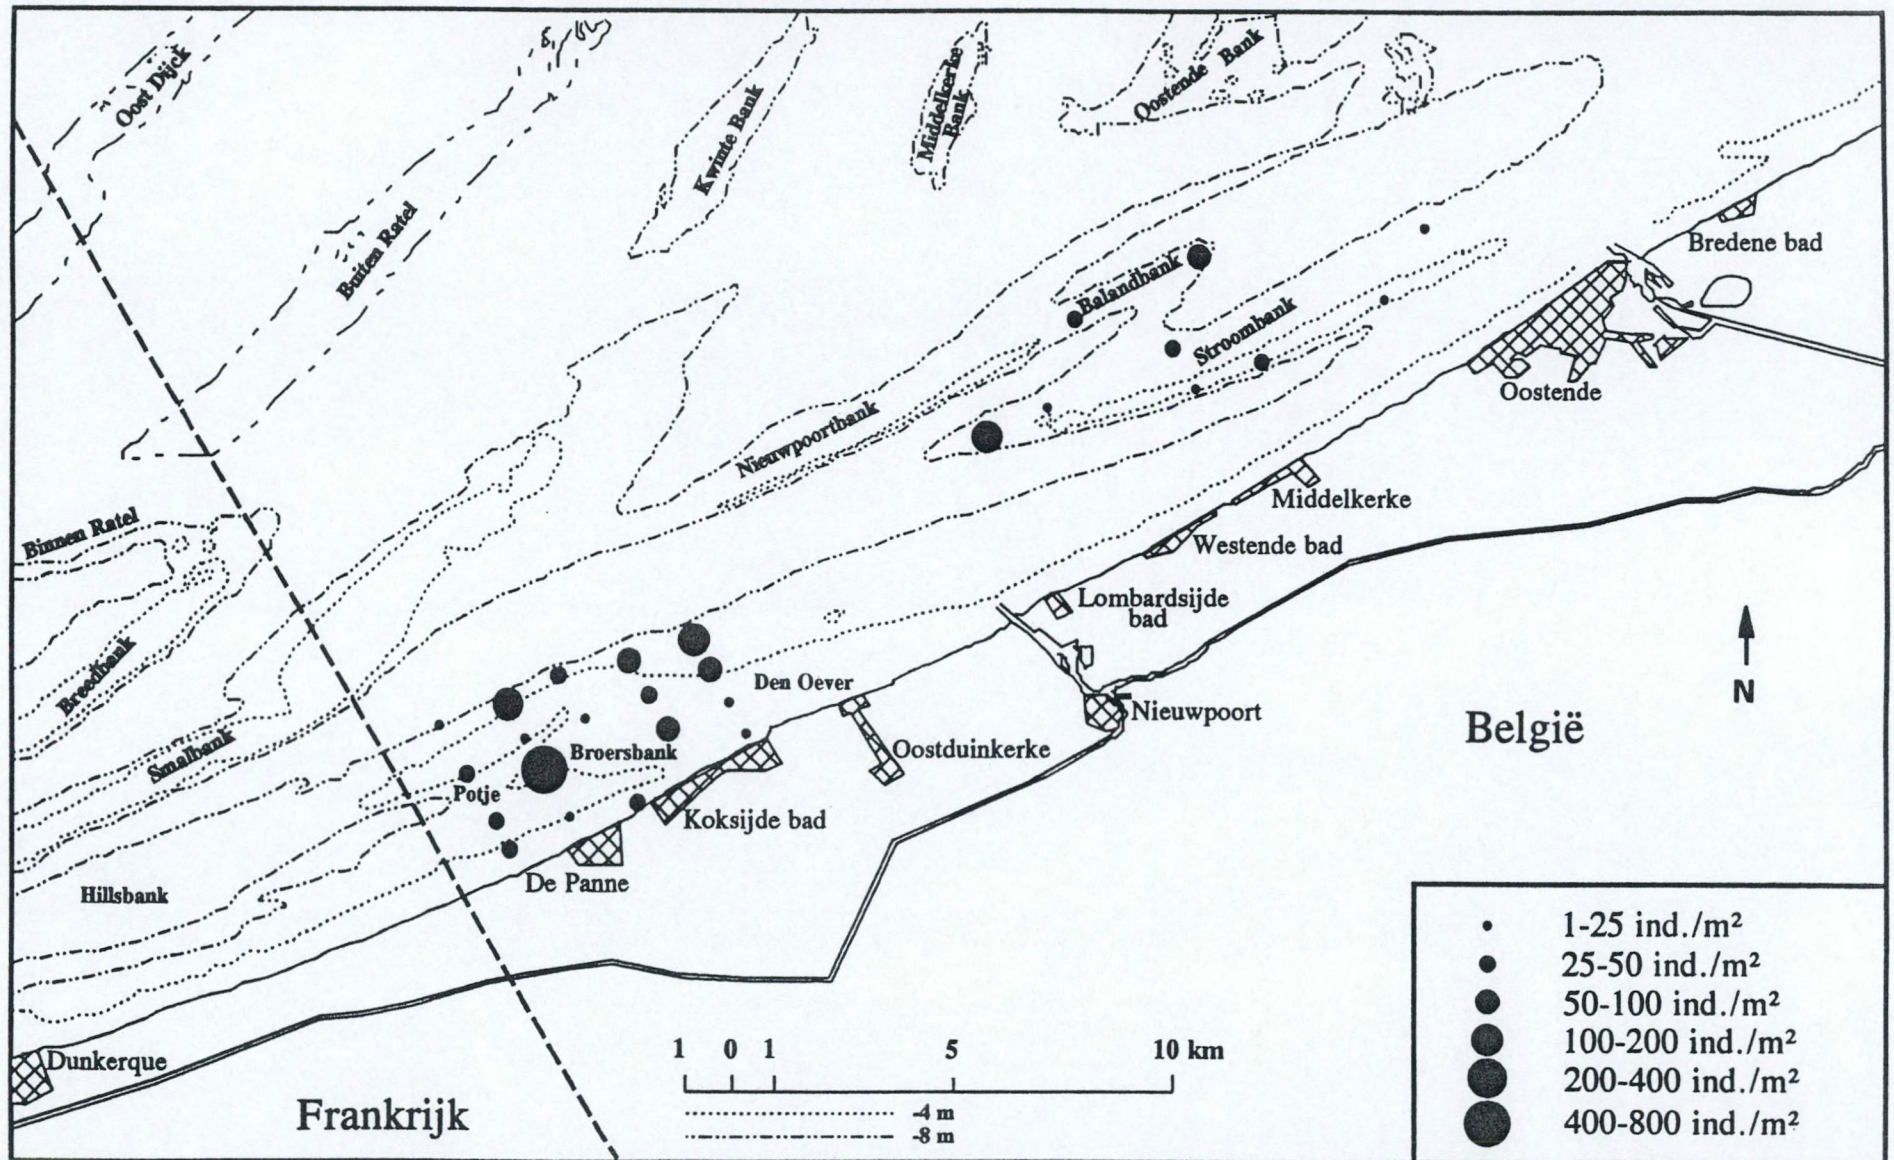 Oost Dijck
Buiten Ratel
Kwinte Bank
Middelkerke
Bank
Oostende Bank
Bredene bad
Balandbank
Stroombank
Oostende
Nieuwpoortbank
Middelkerke
Westende bad
Binnen Ratel
Lombardsijde
bad
Breedbank
Den Oever
Nieuwpoort
België
N
Smalbank
Broersbank
Oostduinkerke
Potje
Koksijde bad
De Panne
Hillsbank
Dunkerque
Frankrijk
1 0 1 5 10 km
-4 m
-8 m
1-25 ind./m²
25-50 ind./m²
50-100 ind./m²
100-200 ind./m²
200-400 ind./m²
400-800 ind./m²